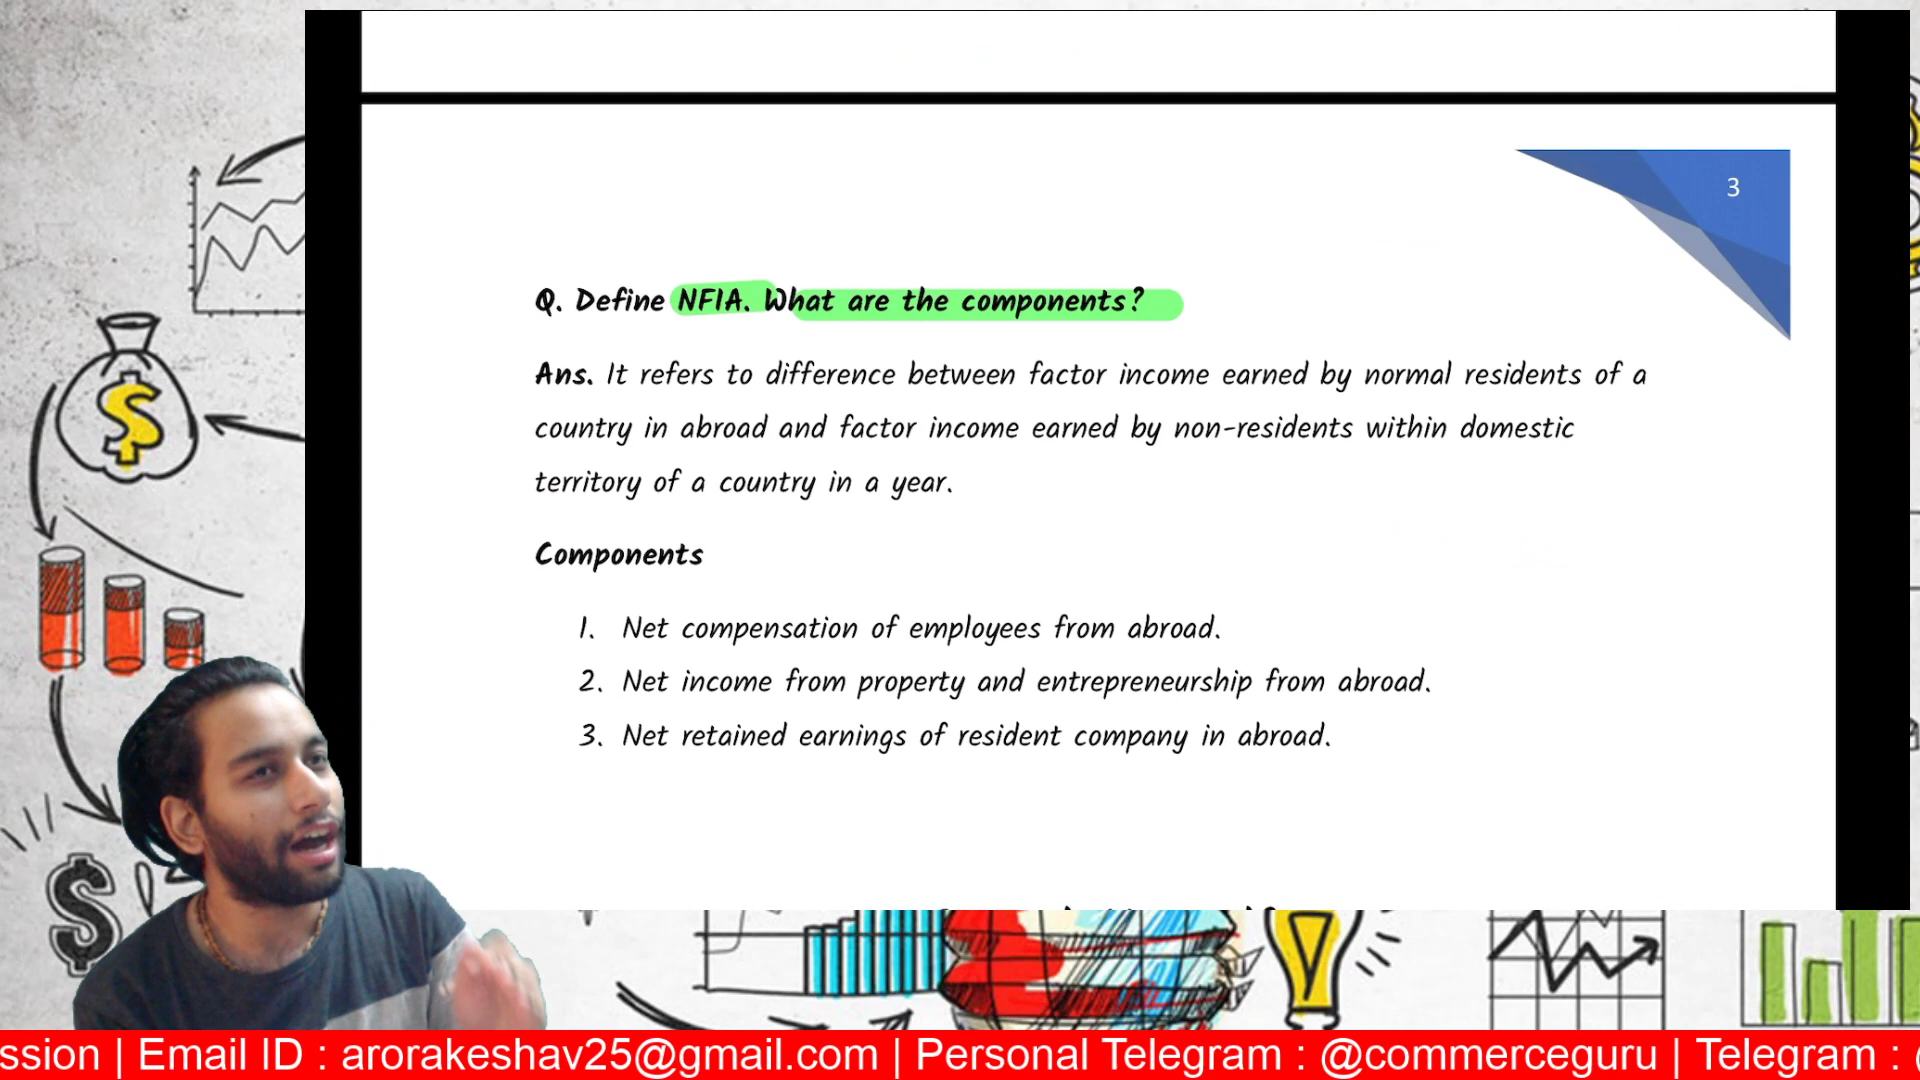 3
Q. Define NFIA. What are the components?
Ans. It refers to difference between factor income earned by normal residents of a
country in abroad and factor income earned by non-residents within domestic
territory of a country in a year.
Components
1. Net compensation of employees from abroad.
2. Net income from property and entrepreneurship from abroad.
3. Net retained earnings of resident company in abroad.
ssion | Email ID : arorakeshav25@gmail.com | Personal Telegram : @commerceguru | Telegram : @